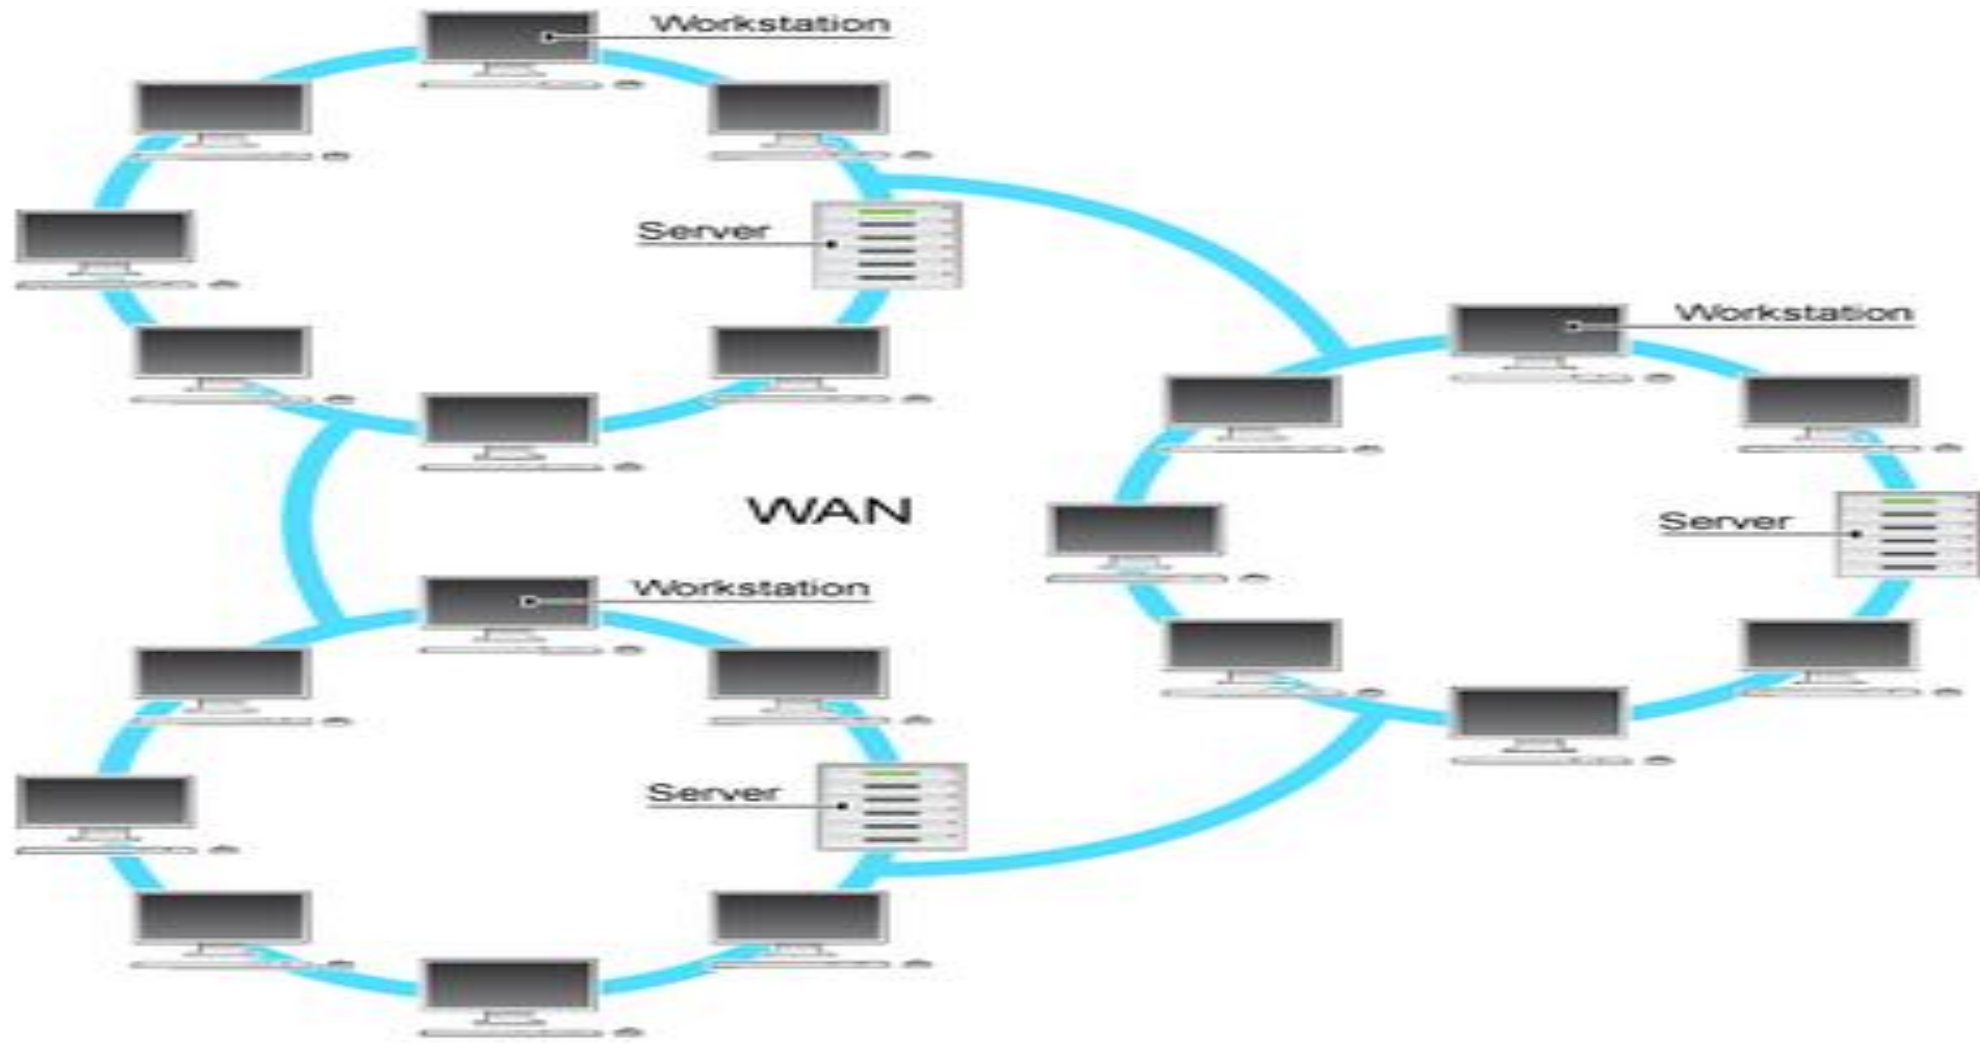 Workstation
Server
Workstation
Server
WAN
Workstation
Server